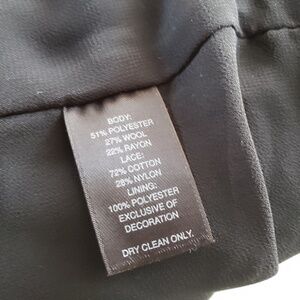 BODY:
51% POLYESTER
27% WOOL
22% RAYON
LACE:
72% COTTON
28% NYLON
LINING:
100% POLYESTER
EXCLUSIVE OF
DECORATION
DRY CLEAN ONLY.